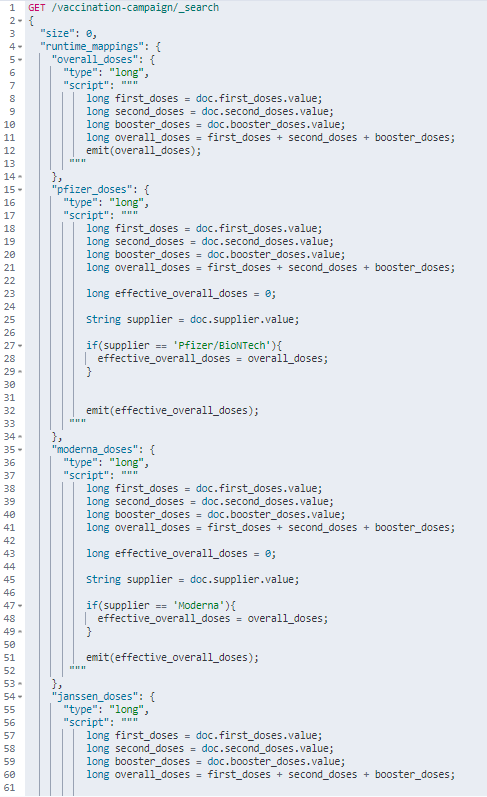 1 GET /vaccination-campaign/_search
2 {
3 "size": 0,
4 "runtime_mappings": {
5 "overall_doses": {
6 "type": "long",
7 "script": """
8 long first_doses = doc.first_doses.value;
9 long second_doses = doc.second_doses.value;
10 long booster_doses = doc.booster_doses.value;
11 long overall_doses = first_doses + second_doses + booster_doses;
12 emit(overall_doses);
13 """
14 },
15 "pfizer_doses": {
16 "type": "long",
17 "script": """
18 long first_doses = doc.first_doses.value;
19 long second_doses = doc.second_doses.value;
20 long booster_doses = doc.booster_doses.value;
21 long overall_doses = first_doses + second_doses + booster_doses;
22
23 long effective_overall_doses = 0;
24
25 String supplier = doc.supplier.value;
26
27 if(supplier == 'Pfizer/BioNTech'){
28 effective_overall_doses = overall_doses;
29 }
30
31
32 emit(effective_overall_doses);
33 """
34 },
35 "moderna_doses": {
36 "type": "long",
37 "script": """
38 long first_doses = doc.first_doses.value;
39 long second_doses = doc.second_doses.value;
40 long booster_doses = doc.booster_doses.value;
41 long overall_doses = first_doses + second_doses + booster_doses;
42
43 long effective_overall_doses = 0;
44
45 String supplier = doc.supplier.value;
46
47 if(supplier == 'Moderna'){
48 effective_overall_doses = overall_doses;
49 }
50
51 emit(effective_overall_doses);
52 """
53 },
54 "janssen_doses": {
55 "type": "long",
56 "script": """
57 long first_doses = doc.first_doses.value;
58 long second_doses = doc.second_doses.value;
59 long booster_doses = doc.booster_doses.value;
60 long overall_doses = first_doses + second_doses + booster_doses;
61